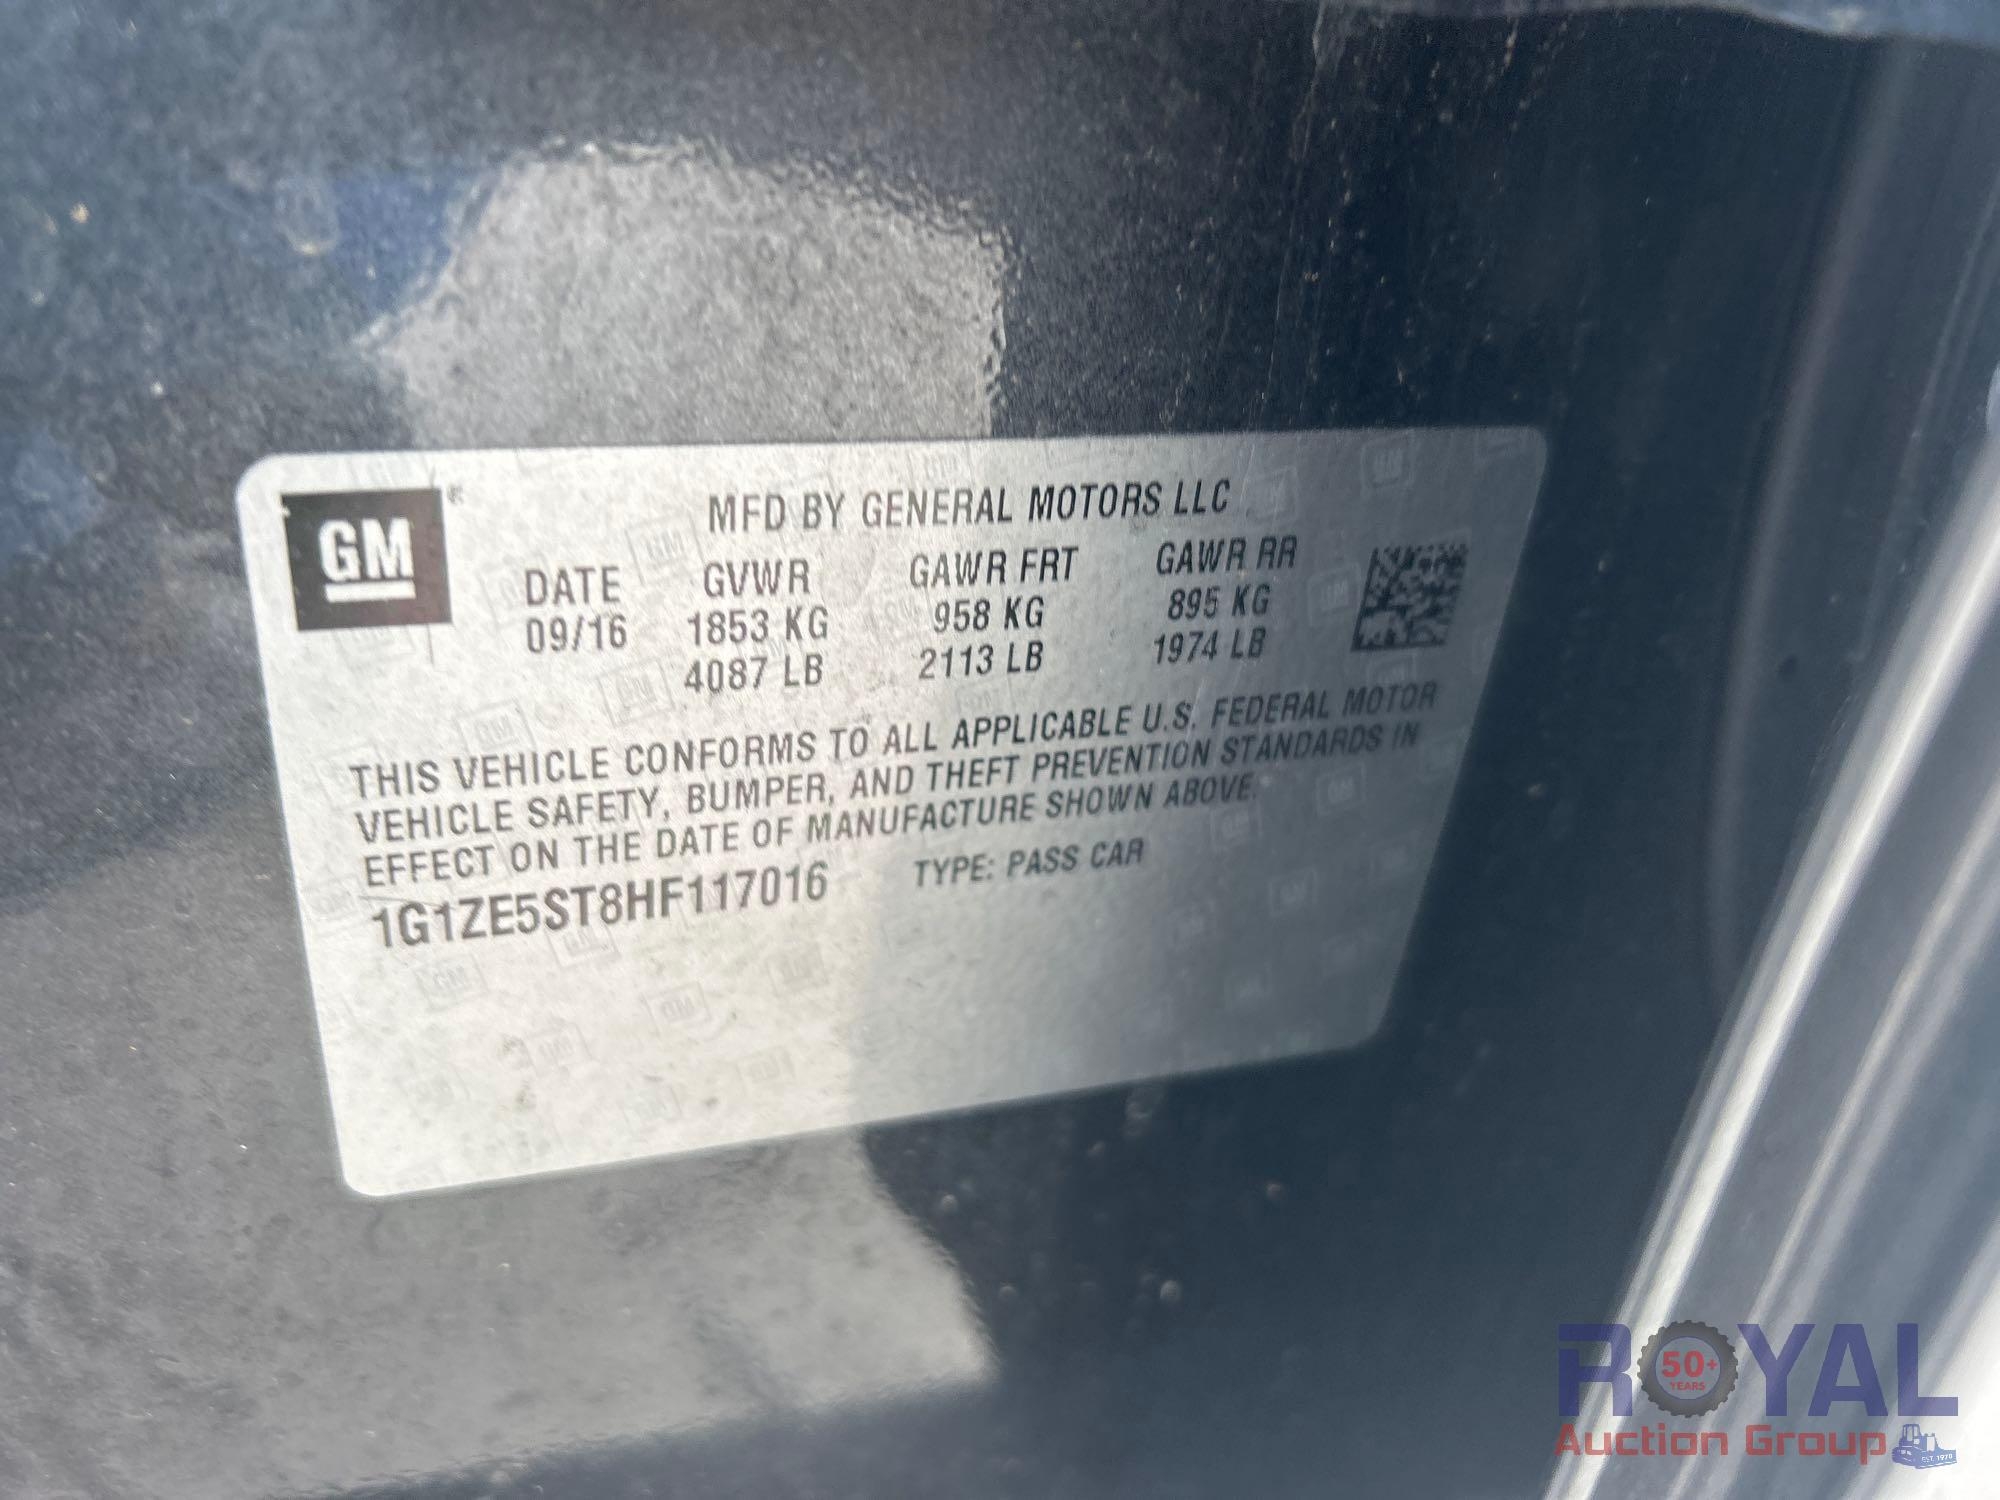 GM ®
MFD BY GENERAL MOTORS LLC
DATE GVWR GAWR FRT GAWR RR
09/16 1853 KG 958 KG 895 KG
4087 LB 2113 LB 1974 LB
THIS VEHICLE CONFORMS TO ALL APPLICABLE U.S. FEDERAL MOTOR
VEHICLE SAFETY, BUMPER, AND THEFT PREVENTION STANDARDS IN
EFFECT ON THE DATE OF MANUFACTURE SHOWN ABOVE.
1G1ZE5ST8HF117016 TYPE: PASS CAR
ROYAL
50+
YEARS
Auction Group
EST. 1970